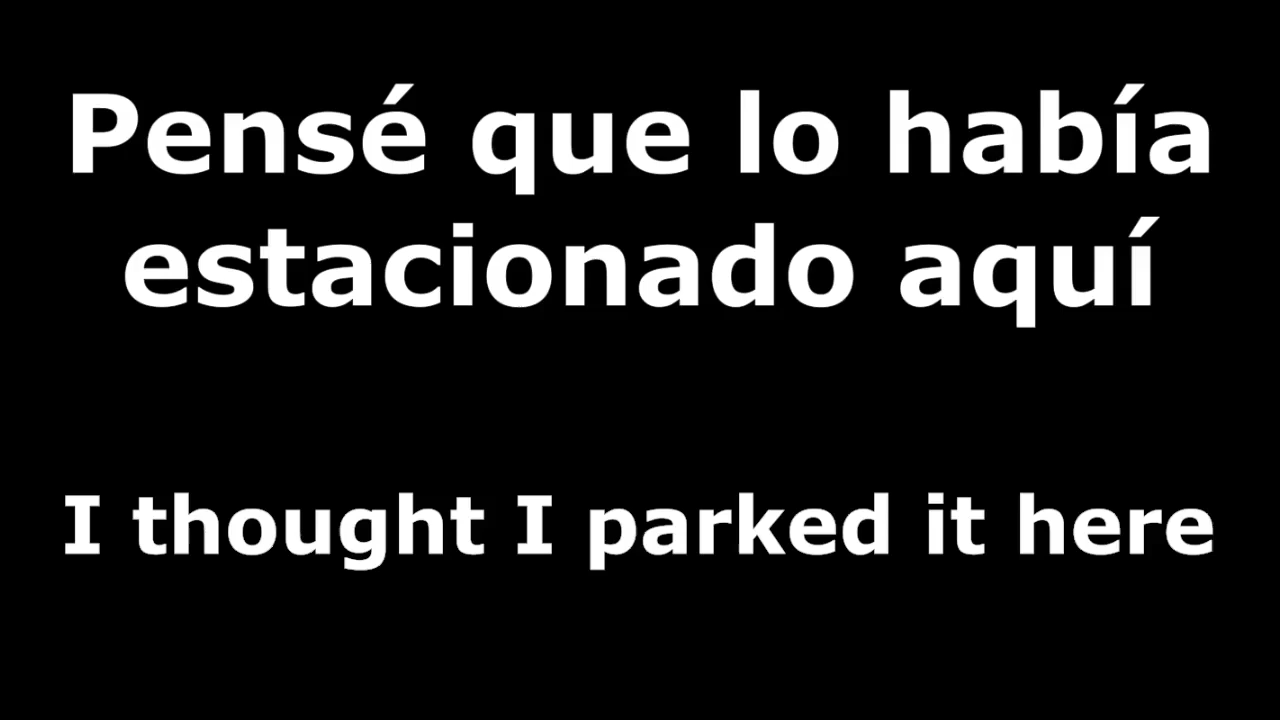 Pensé que lo había
estacionado aquí
I thought I parked it here